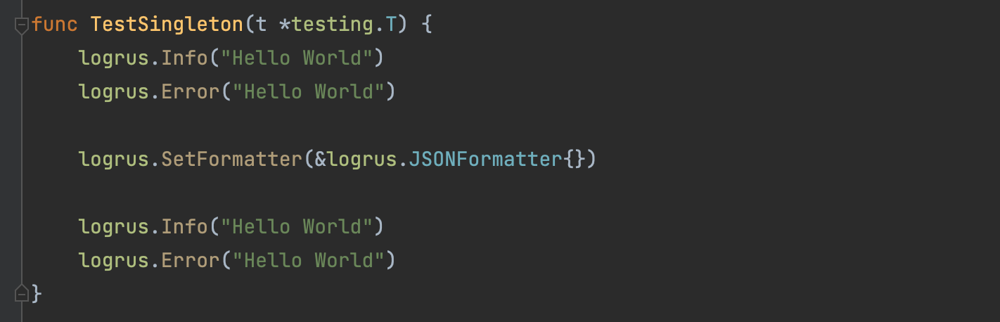 func TestSingleton(t *testing.T) {
    logrus.Info("Hello World")
    logrus.Error("Hello World")

    logrus.SetFormatter(&logrus.JSONFormatter{})

    logrus.Info("Hello World")
    logrus.Error("Hello World")
}